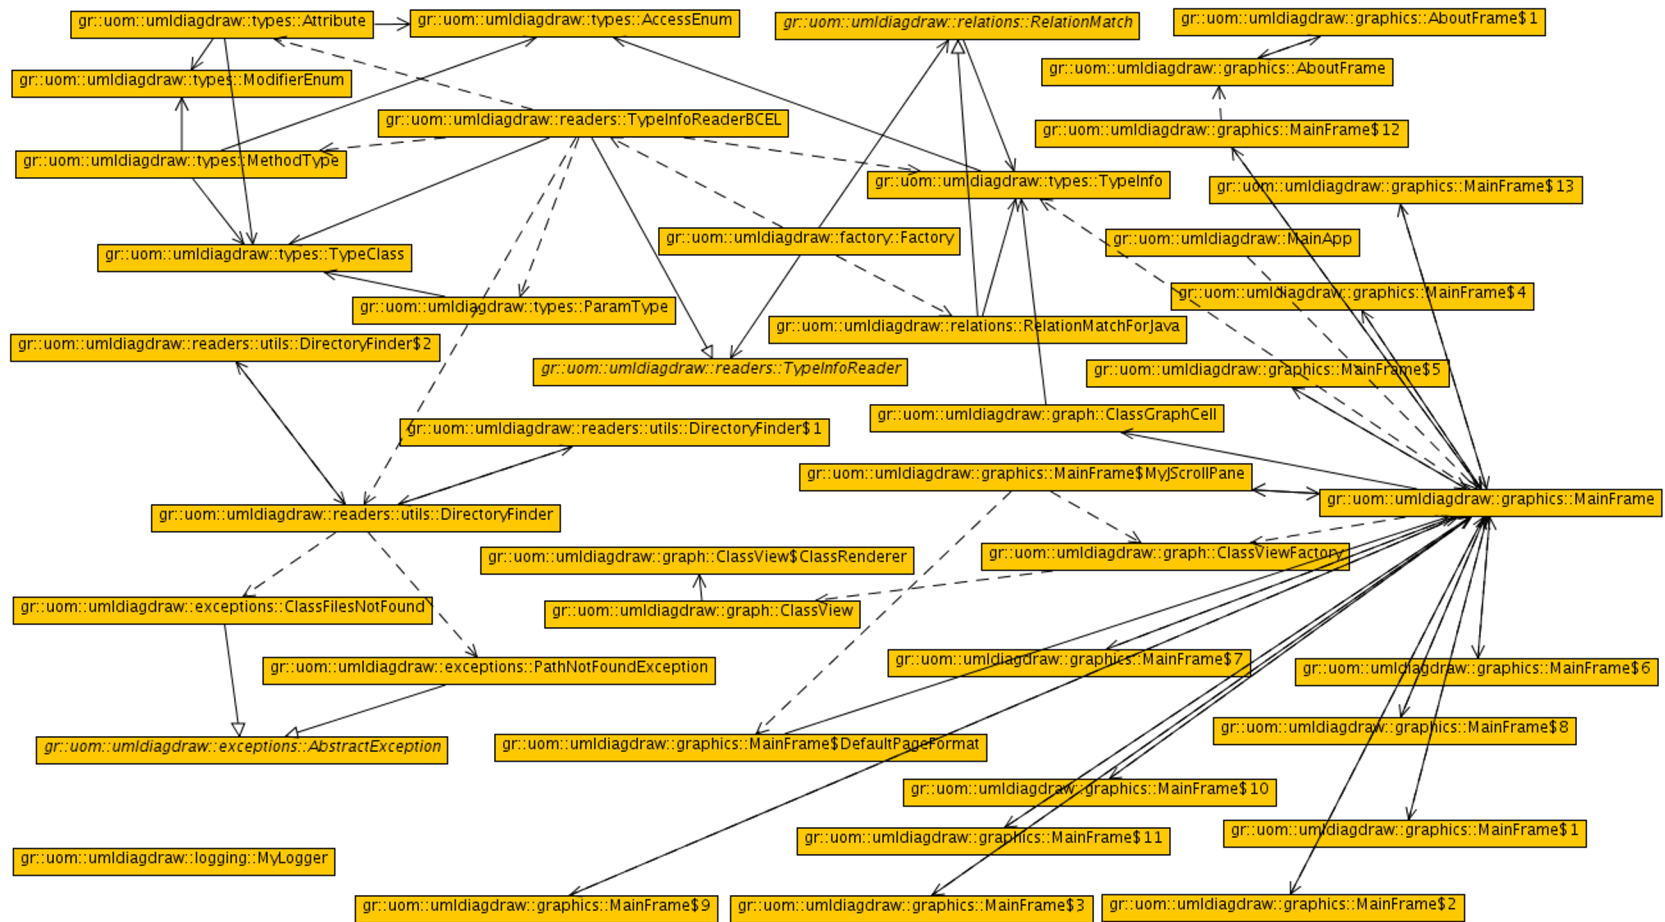 gr::uom::umldiagdraw::types::Attribute
gr::uom::umldiagdraw::types::AccessEnum
gr::uom::umldiagdraw::relations::RelationMatch
gr::uom::umldiagdraw::graphics::AboutFrame$1
gr::uom::umldiagdraw::graphics::AboutFrame
gr::uom::umldiagdraw::types::ModifierEnum
gr::uom::umldiagdraw::readers::TypeInfoReaderBCEL
gr::uom::umldiagdraw::graphics::MainFrame$12
gr::uom::umldiagdraw::types::MethodType
gr::uom::umldiagdraw::types::TypeInfo
gr::uom::umldiagdraw::graphics::MainFrame$13
gr::uom::umldiagdraw::factory::Factory
gr::uom::umldiagdraw::MainApp
gr::uom::umldiagdraw::types::TypeClass
gr::uom::umldiagdraw::graphics::MainFrame$4
gr::uom::umldiagdraw::types::ParamType
gr::uom::umldiagdraw::relations::RelationMatchForJava
gr::uom::umldiagdraw::readers::utils::DirectoryFinder$2
gr::uom::umldiagdraw::readers::TypeInfoReader
gr::uom::umldiagdraw::graphics::MainFrame$5
gr::uom::umldiagdraw::graph::ClassGraphCell
gr::uom::umldiagdraw::readers::utils::DirectoryFinder$1
gr::uom::umldiagdraw::graphics::MainFrame$MyJScrollPane
gr::uom::umldiagdraw::graphics::MainFrame
gr::uom::umldiagdraw::readers::utils::DirectoryFinder
gr::uom::umldiagdraw::graph::ClassView$ClassRenderer
gr::uom::umldiagdraw::graph::ClassViewFactory
gr::uom::umldiagdraw::exceptions::ClassFilesNotFound
gr::uom::umldiagdraw::graph::ClassView
gr::uom::umldiagdraw::exceptions::PathNotFoundException
gr::uom::umldiagdraw::graphics::MainFrame$7
gr::uom::umldiagdraw::graphics::MainFrame$6
gr::uom::umldiagdraw::graphics::MainFrame$8
gr::uom::umldiagdraw::exceptions::AbstractException
gr::uom::umldiagdraw::graphics::MainFrame$DefaultPageFormat
gr::uom::umldiagdraw::graphics::MainFrame$10
gr::uom::umldiagdraw::graphics::MainFrame$11
gr::uom::umldiagdraw::graphics::MainFrame$1
gr::uom::umldiagdraw::logging::MyLogger
gr::uom::umldiagdraw::graphics::MainFrame$9
gr::uom::umldiagdraw::graphics::MainFrame$3
gr::uom::umldiagdraw::graphics::MainFrame$2